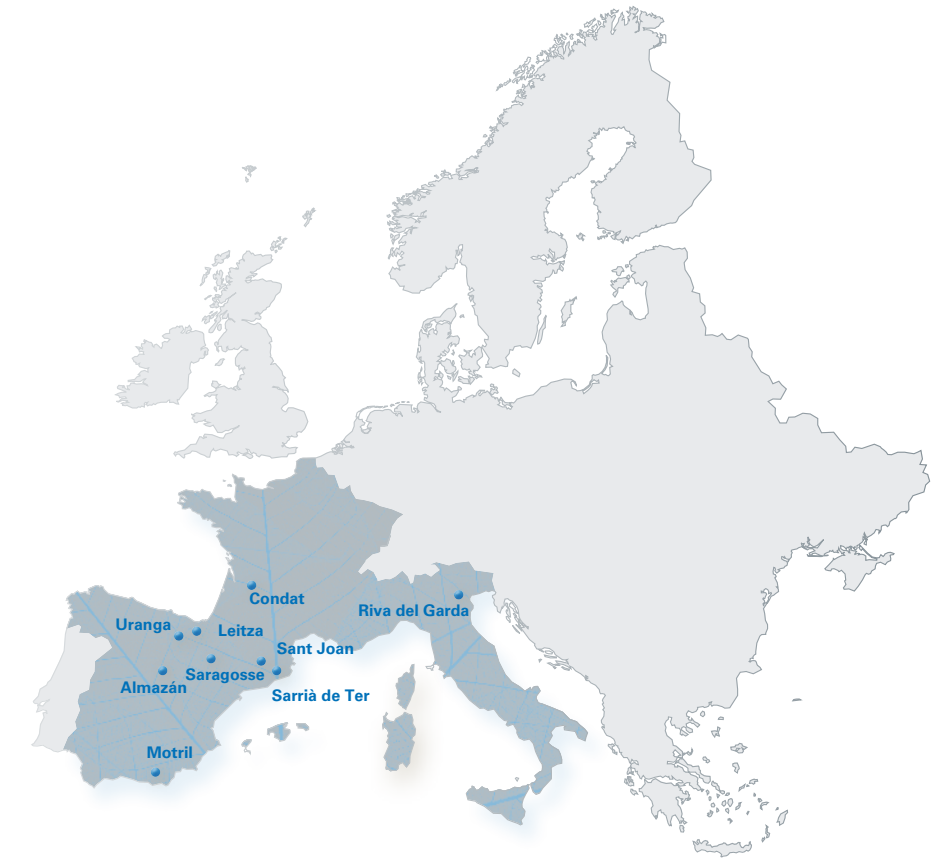 Condat
Riva del Garda
Uranga
Leitza
Sant Joan
Saragosse
Almazán
Sarrià de Ter
Motril